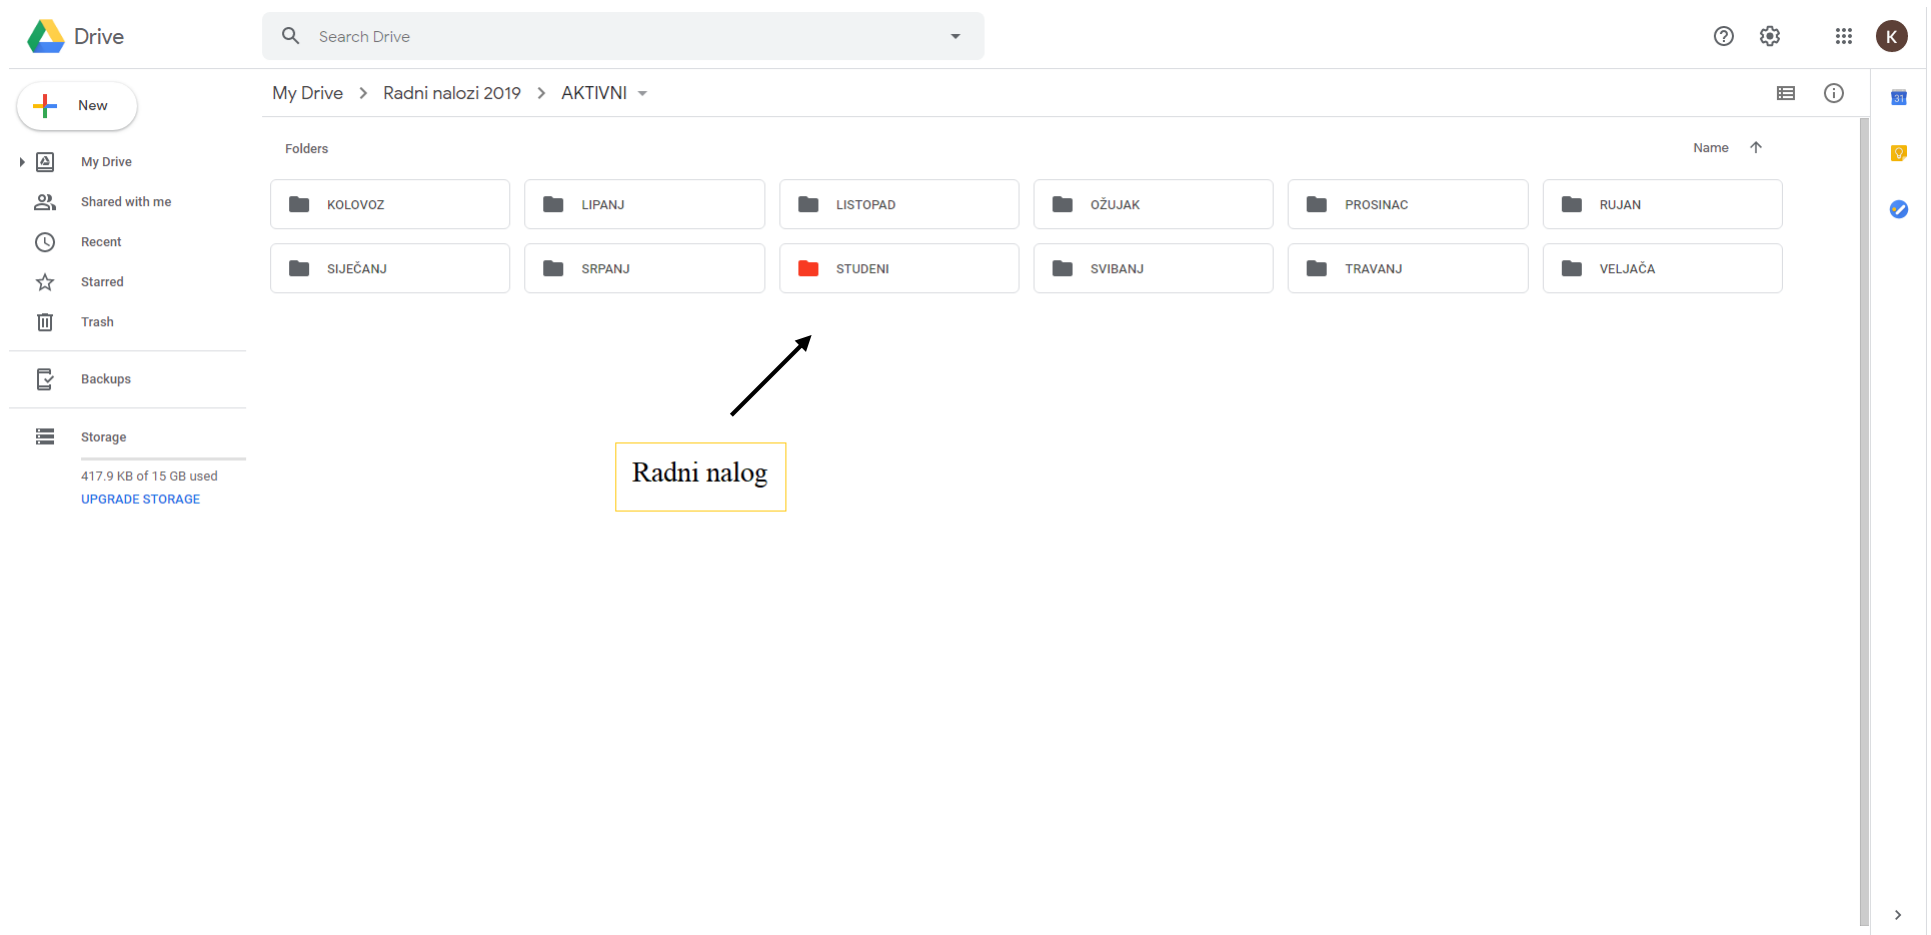 Drive
Search Drive
K
New
My Drive > Radni nalozi 2019 > AKTIVNI
31
My Drive
Shared with me
Recent
Starred
Trash
Backups
Storage
417.9 KB of 15 GB used
UPGRADE STORAGE
Folders
Name
KOLOVOZ
LIPANJ
LISTOPAD
OŽUJAK
PROSINAC
RUJAN
SIJEČANJ
SRPANJ
STUDENI
SVIBANJ
TRAVANJ
VELJAČA
Radni nalog